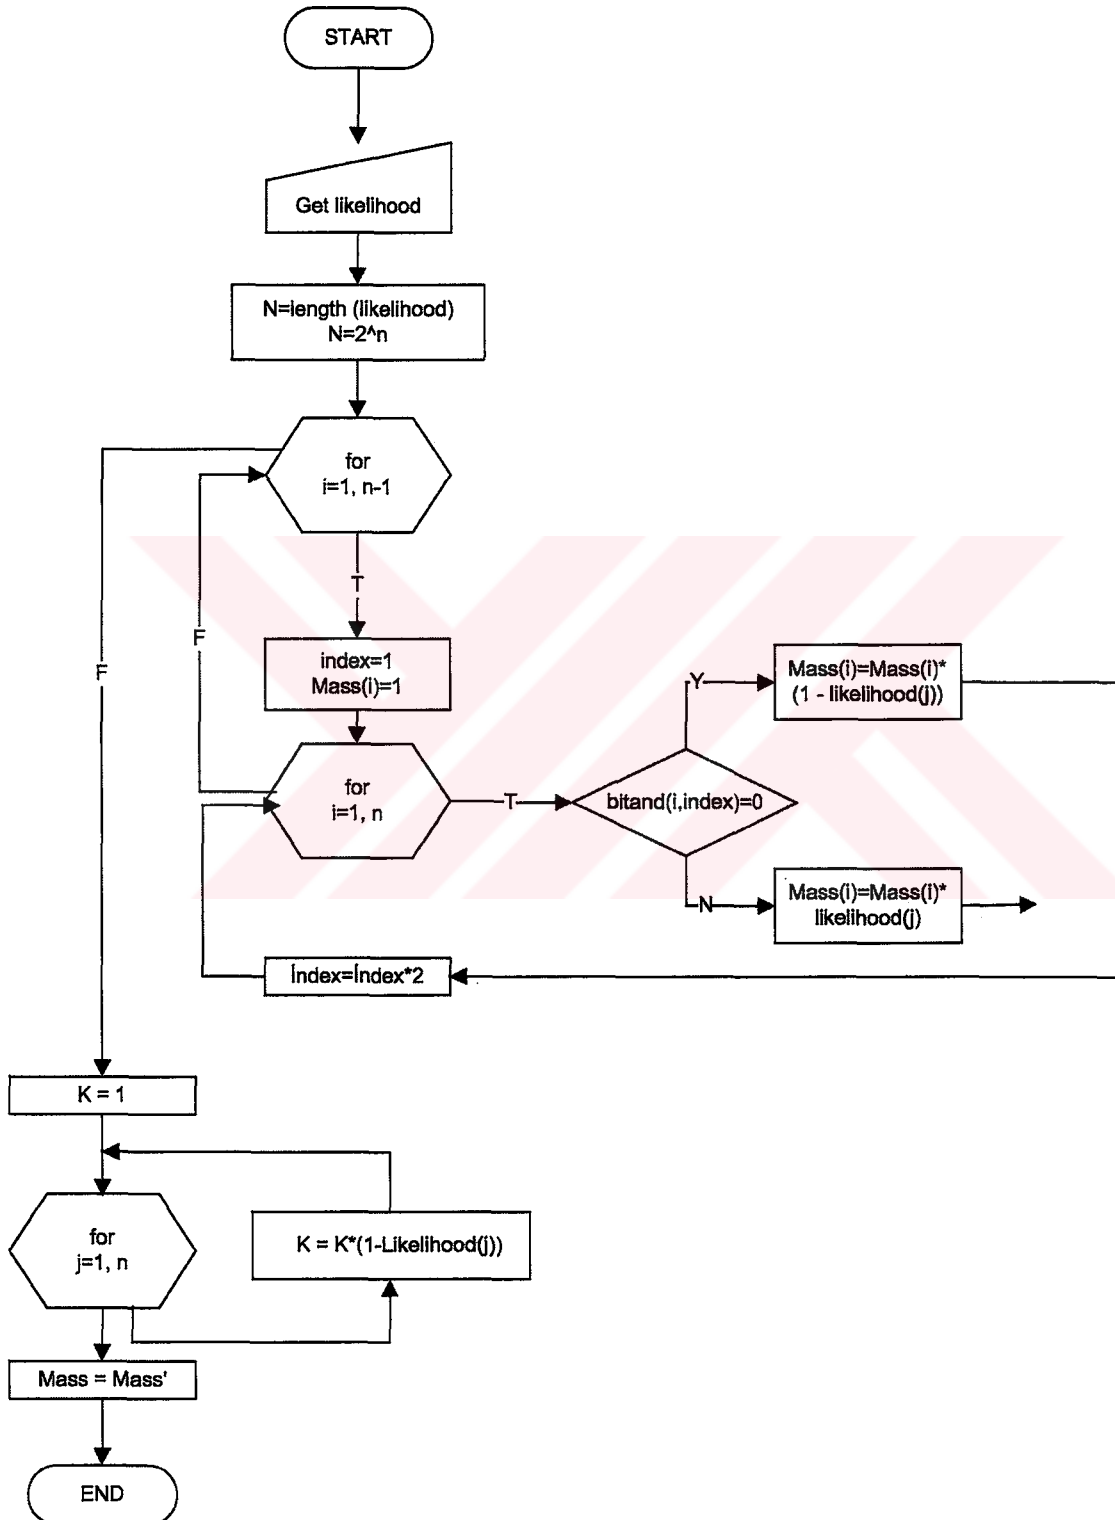 START
Get likelihood
N=length (likelihood)
N=2^n
for
i=1, n-1
T
F
F
index=1
Mass(i)=1
for
i=1, n
T
bitand(i,index)=0
Y
Mass(i)=Mass(i)*
(1 - likelihood(j))
N
Mass(i)=Mass(i)*
likelihood(j)
İndex=İndex*2
K = 1
for
j=1, n
K = K*(1-Likelihood(j))
Mass = Mass'
END